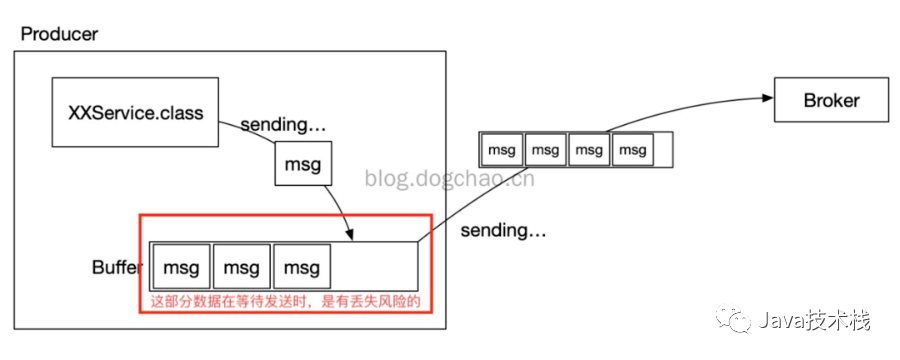 Producer
XXService.class
sending...
msg
Buffer
msg
msg
msg
这部分数据在等待发送时，是有丢失风险的
sending...
msg
msg
msg
msg
Broker
blog.dogchao.cn
Java技术栈